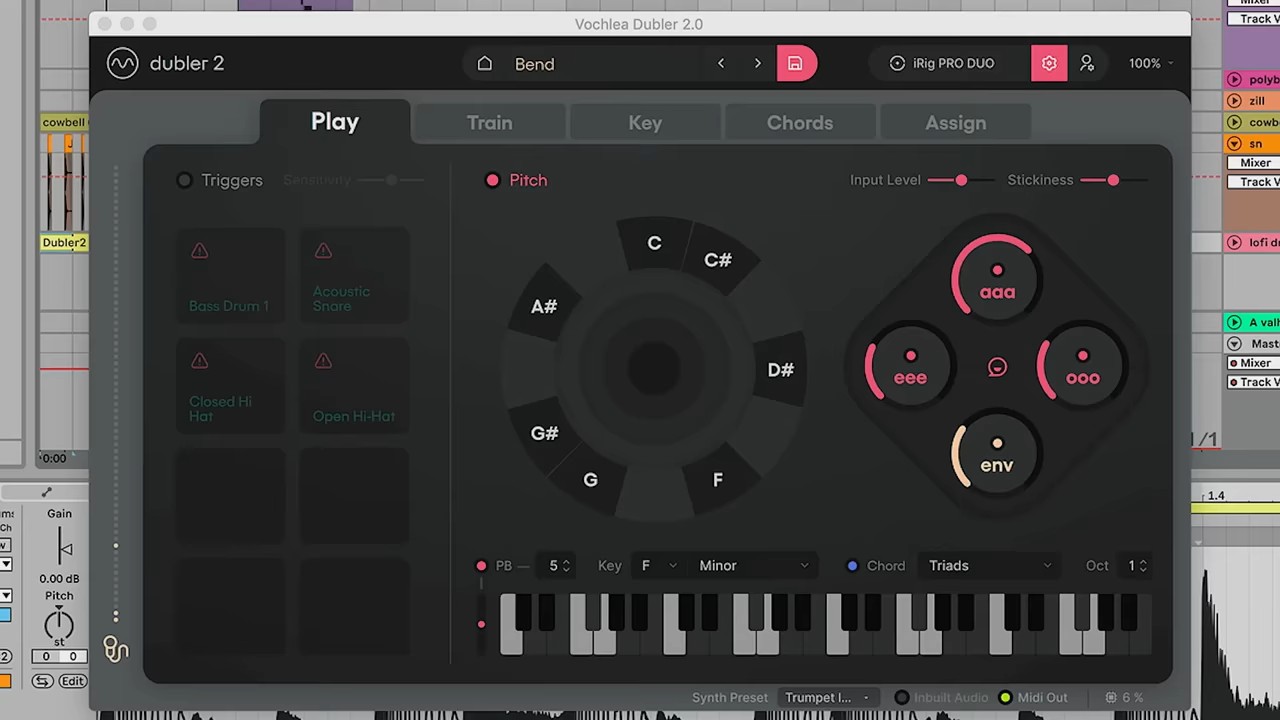 Vochlea Dubler 2.0
dubler 2
Bend
iRig PRO DUO
100%
Play
Train
Key
Chords
Assign
Triggers
Sensitivity
Pitch
Input Level
Stickiness
Bass Drum 1
Acoustic
Snare
Closed Hi
Hat
Open Hi-Hat
C
C#
D#
F
G
G#
A#
aaa
eee
ooo
env
PB
5
Key
F
Minor
Chord
Triads
Oct
1
Synth Preset
Trumpet I...
Inbuilt Audio
Midi Out
6 %
cowbell
Dubler2
0:00
Gain
0.00 dB
Pitch
st
0 0
Edit
Mixer
Track V
polyb
zill
cowb
sn
Mixer
Track V
lofi dr
A valh
Mast
Mixer
Track V
/1
1.4